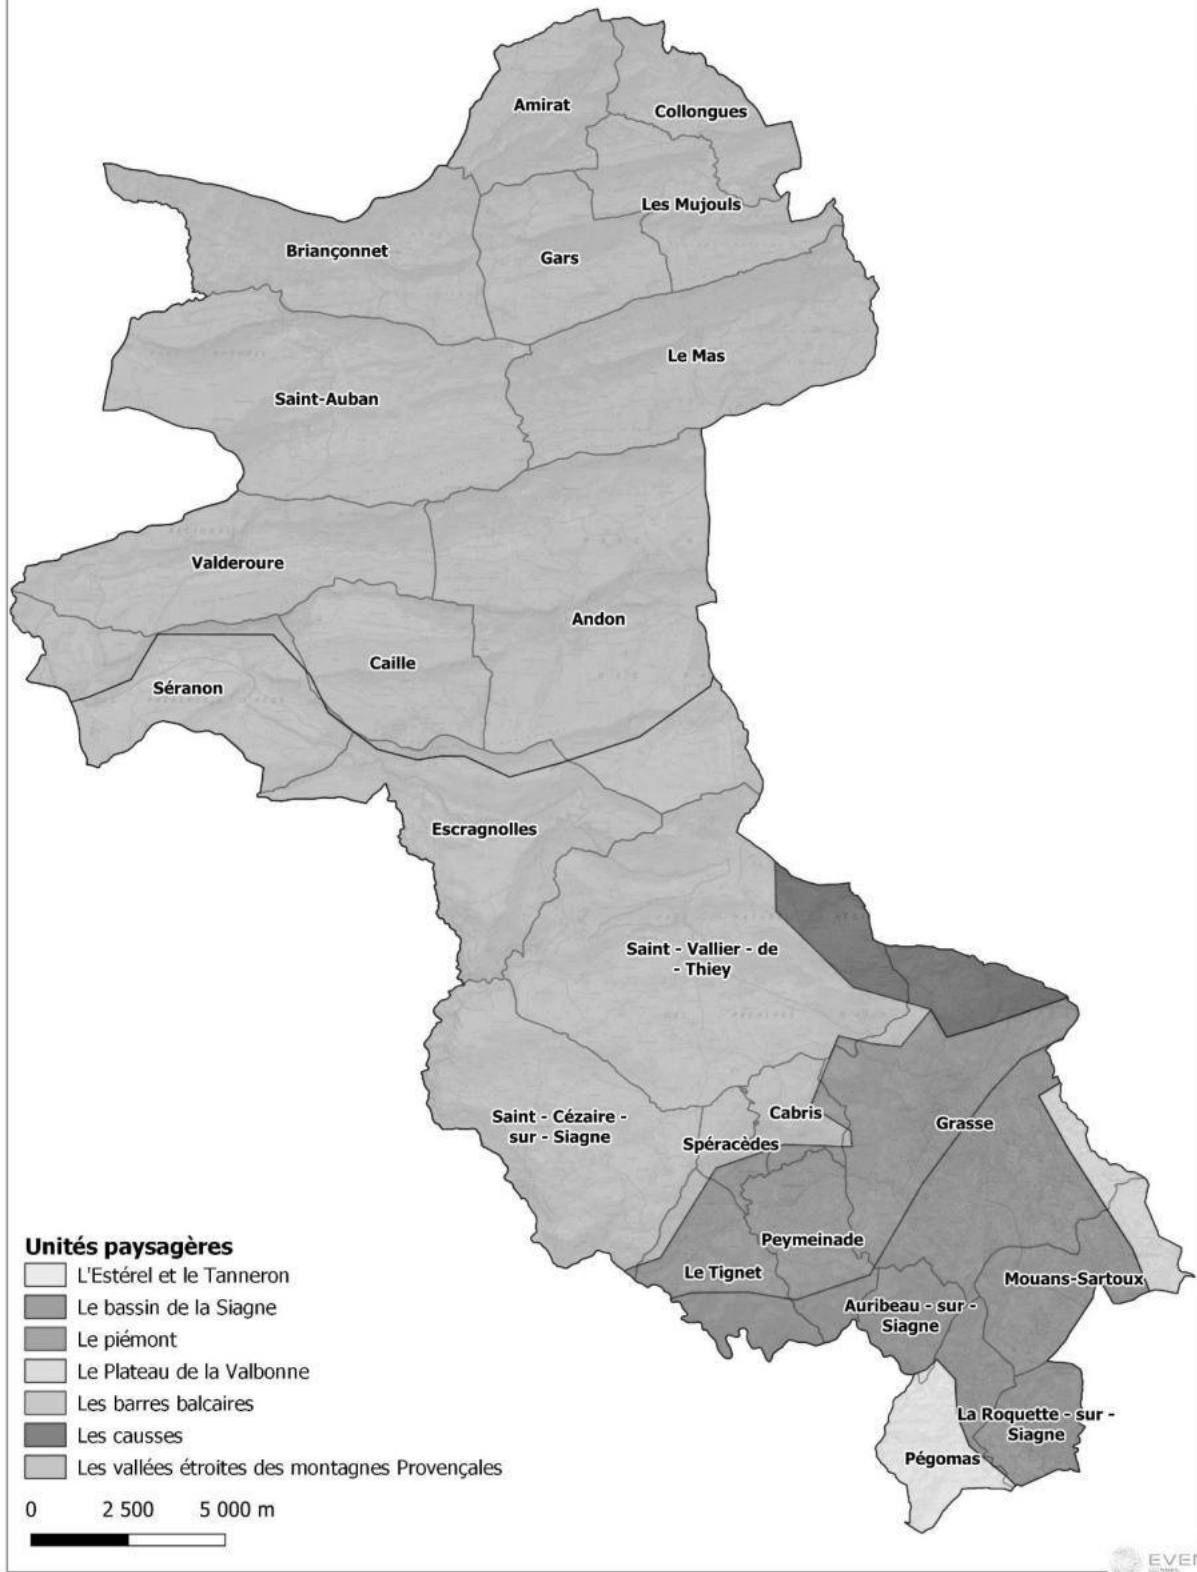 Amirat
Collongues
Les Mujouls
Briançonnet
Gars
Le Mas
Saint-Auban
Valderoure
Andon
Caille
Séranon
Escragnolles
Saint - Vallier - de
- Thiey
Saint - Cézaire -
sur - Siagne
Cabris
Grasse
Spéracèdes
Peymeinade
Le Tignet
Mouans-Sartoux
Auribeau - sur -
Siagne
La Roquette - sur -
Siagne
Pégomas
Unités paysagères
L'Estérel et le Tanneron
Le bassin de la Siagne
Le piémont
Le Plateau de la Valbonne
Les barres balcaires
Les causses
Les vallées étroites des montagnes Provençales
0 2 500 5 000 m
EVEN